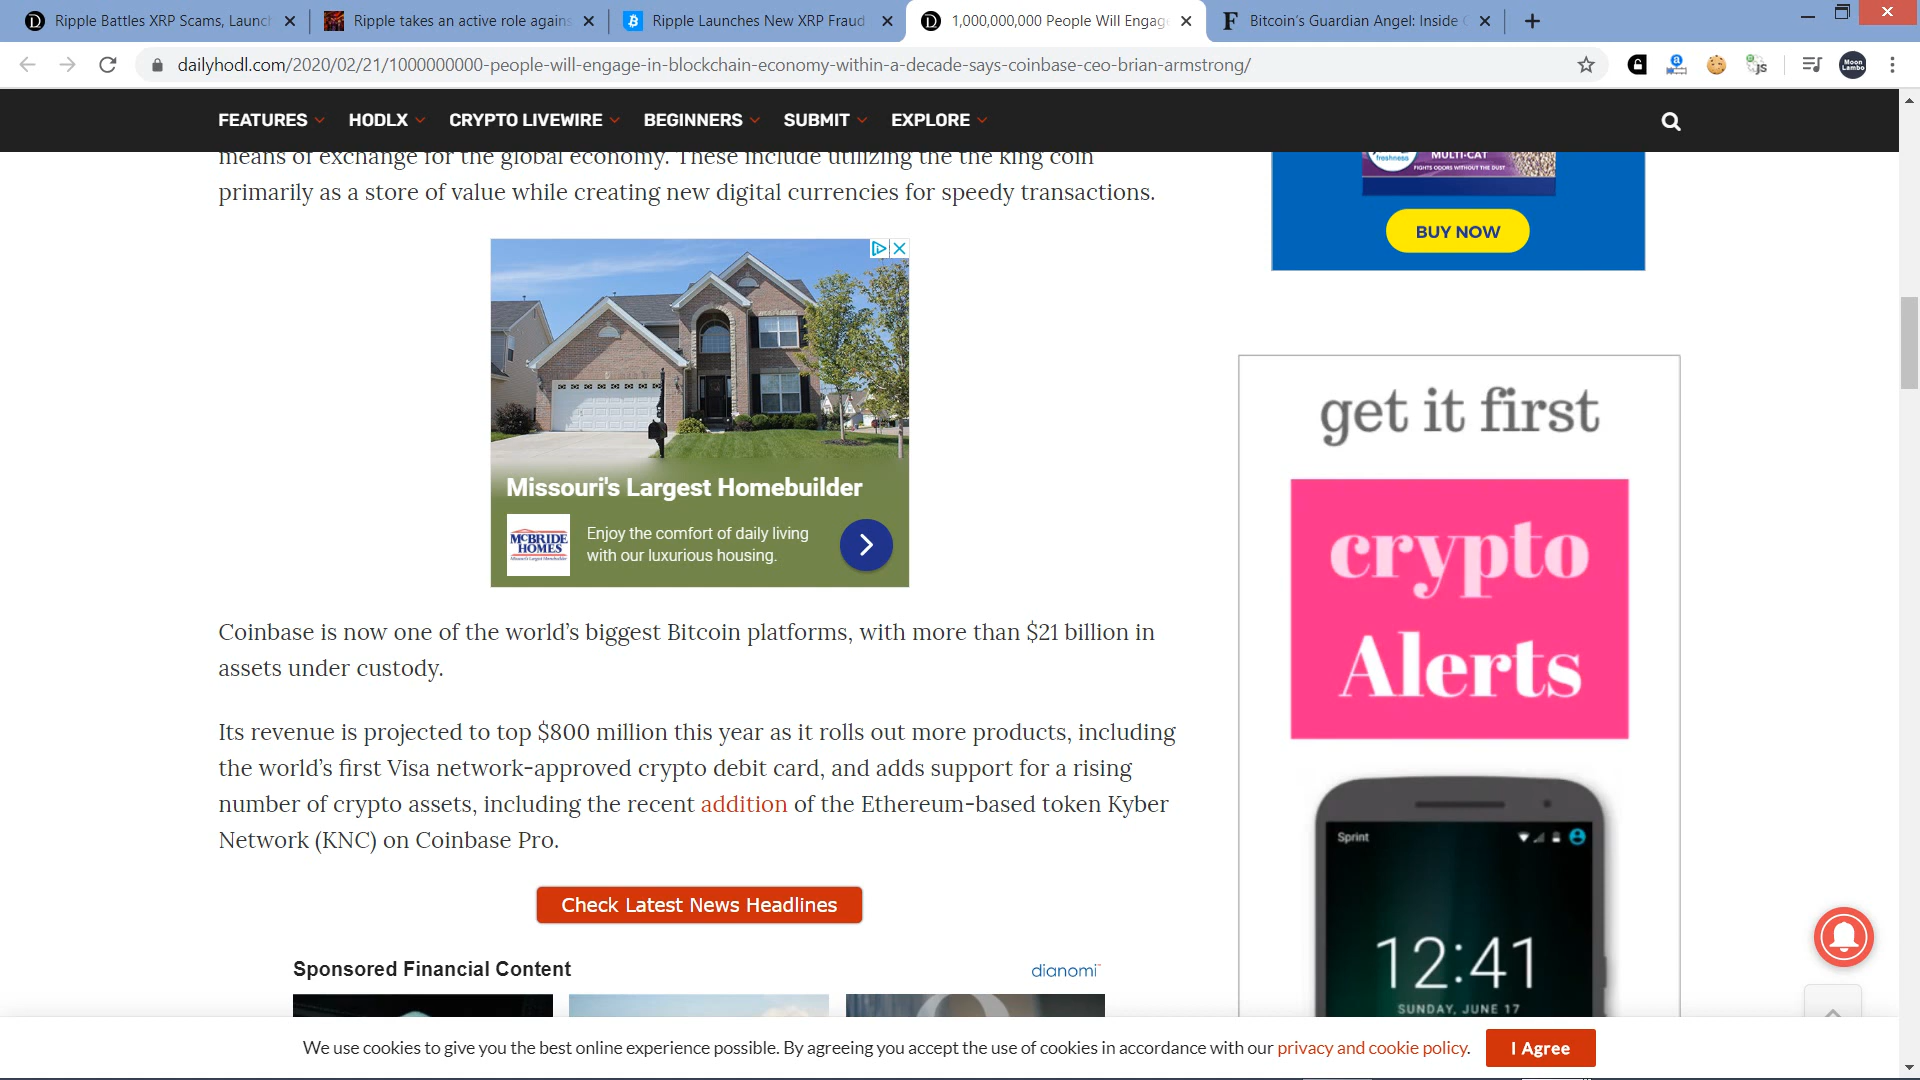 Ripple Battles XRP Scams, Launch
Ripple takes an active role agains
Ripple Launches New XRP Fraud
1,000,000,000 People Will Engage
Bitcoin's Guardian Angel: Inside
dailyhodl.com/2020/02/21/1000000000-people-will-engage-in-blockchain-economy-within-a-decade-says-coinbase-ceo-brian-armstrong/
Moon
Lambo
FEATURES HODLX CRYPTO LIVEWIRE BEGINNERS SUBMIT EXPLORE
means of exchange for the global economy. These include utilizing the the king coin
primarily as a store of value while creating new digital currencies for speedy transactions.
freshness
MULTI-CAT
FIGHTS ODORS WITHOUT THE DUST
BUY NOW
Missouri's Largest Homebuilder
McBRIDE
HOMES
Missouri's Largest Homebuilder
Enjoy the comfort of daily living
with our luxurious housing.
get it first
crypto
Alerts
Sprint
12:41
SUNDAY, JUNE 17
Coinbase is now one of the world’s biggest Bitcoin platforms, with more than $21 billion in
assets under custody.
Its revenue is projected to top $800 million this year as it rolls out more products, including
the world’s first Visa network-approved crypto debit card, and adds support for a rising
number of crypto assets, including the recent addition of the Ethereum-based token Kyber
Network (KNC) on Coinbase Pro.
Check Latest News Headlines
Sponsored Financial Content
dianomi
We use cookies to give you the best online experience possible. By agreeing you accept the use of cookies in accordance with our privacy and cookie policy.
I Agree